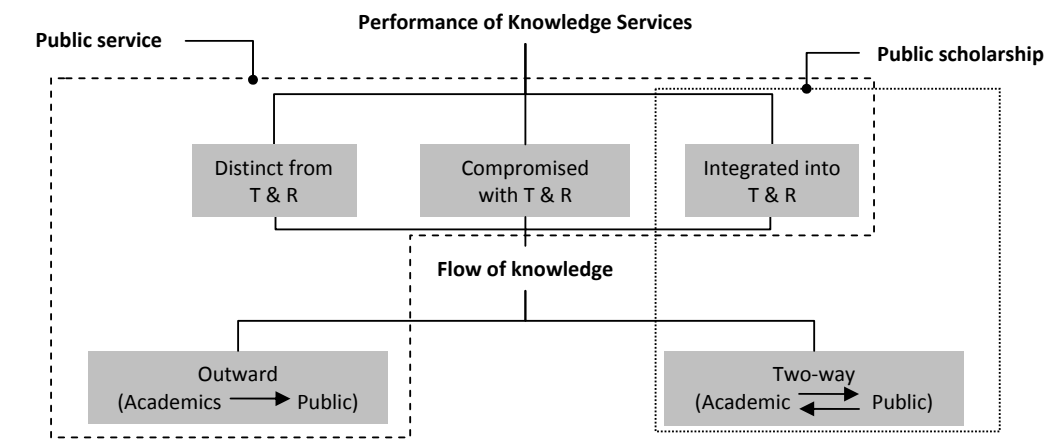 Performance of Knowledge Services
Public service
Public scholarship
Distinct from
T & R
Compromised
with T & R
Integrated into
T & R
Flow of knowledge
Outward
(Academics Public)
Two-way
(Academic Public)